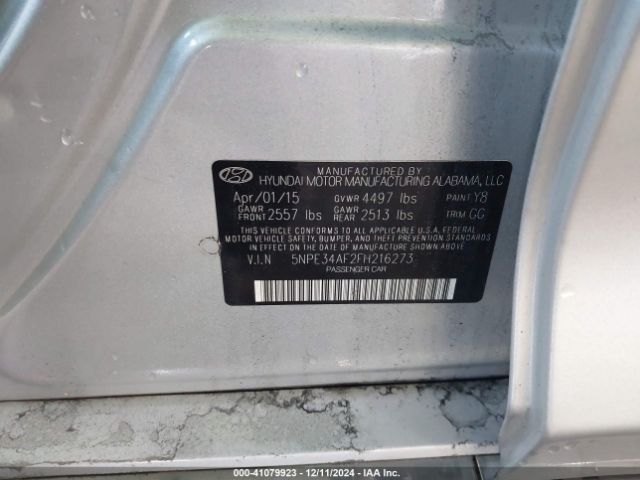 MANUFACTURED BY
HYUNDAI MOTOR MANUFACTURING ALABAMA, LLC
Apr/01/15 GVWR 4497 lbs PAINT Y8
GAWR FRONT 2557 lbs GAWR REAR 2513 lbs TRIM GG
THIS VEHICLE CONFORMS TO ALL APPLICABLE U.S.A. FEDERAL
MOTOR VEHICLE SAFETY, BUMPER, AND THEFT PREVENTION STANDARDS
IN EFFECT ON THE DATE OF MANUFACTURE SHOWN ABOVE.
V.I.N 5NPE34AF2FH216273
PASSENGER CAR
000-41079923 - 12/11/2024 - IAA Inc.